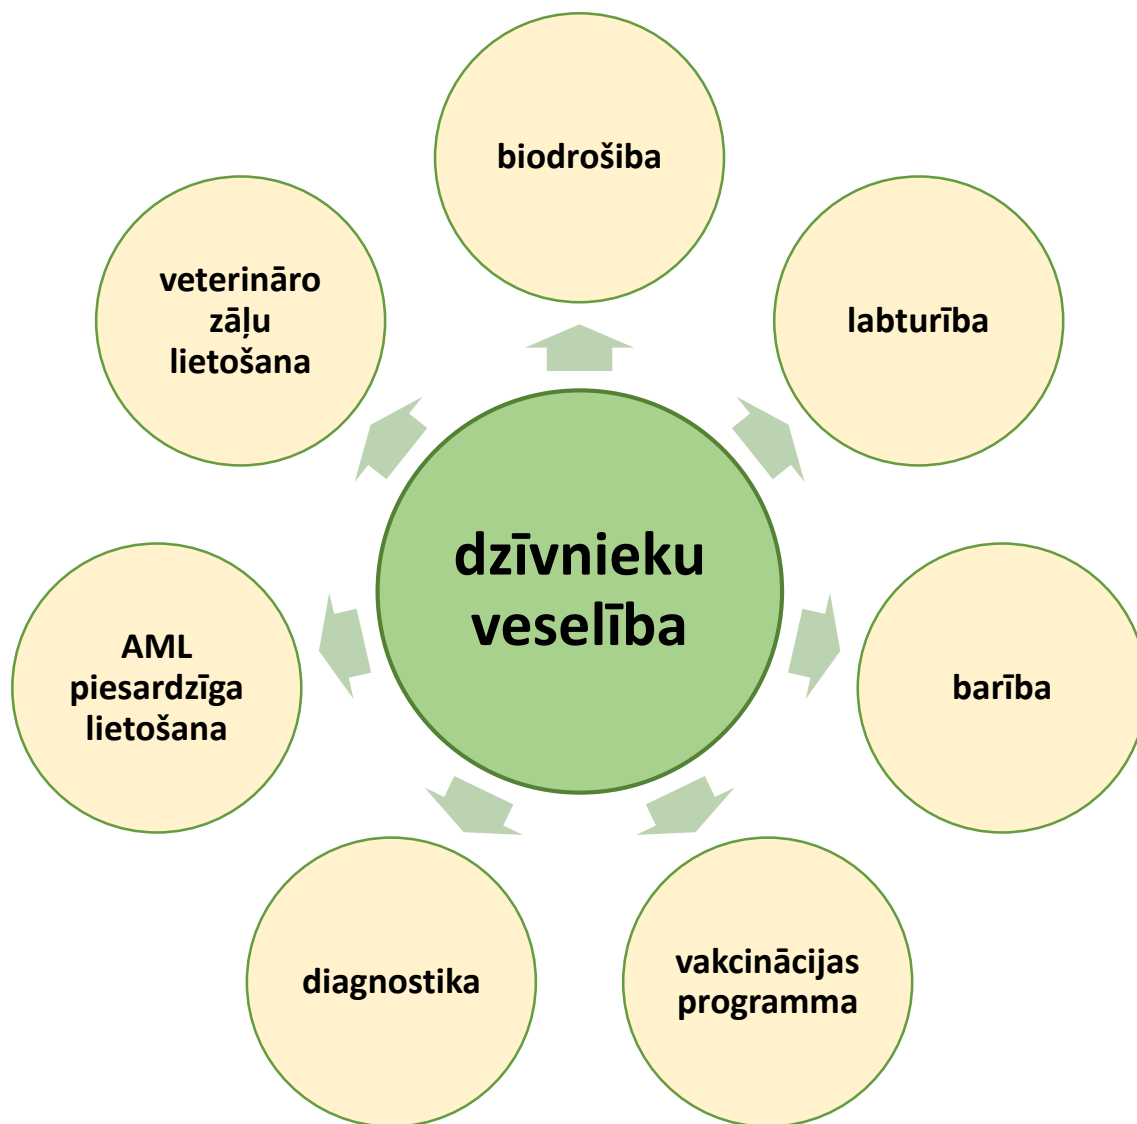 biodrošiba
veterināro
zāļu
lietošana
labturība
dzīvnieku
veselība
AML
piesardzīga
lietošana
barība
diagnostika
vakcinācijas
programma